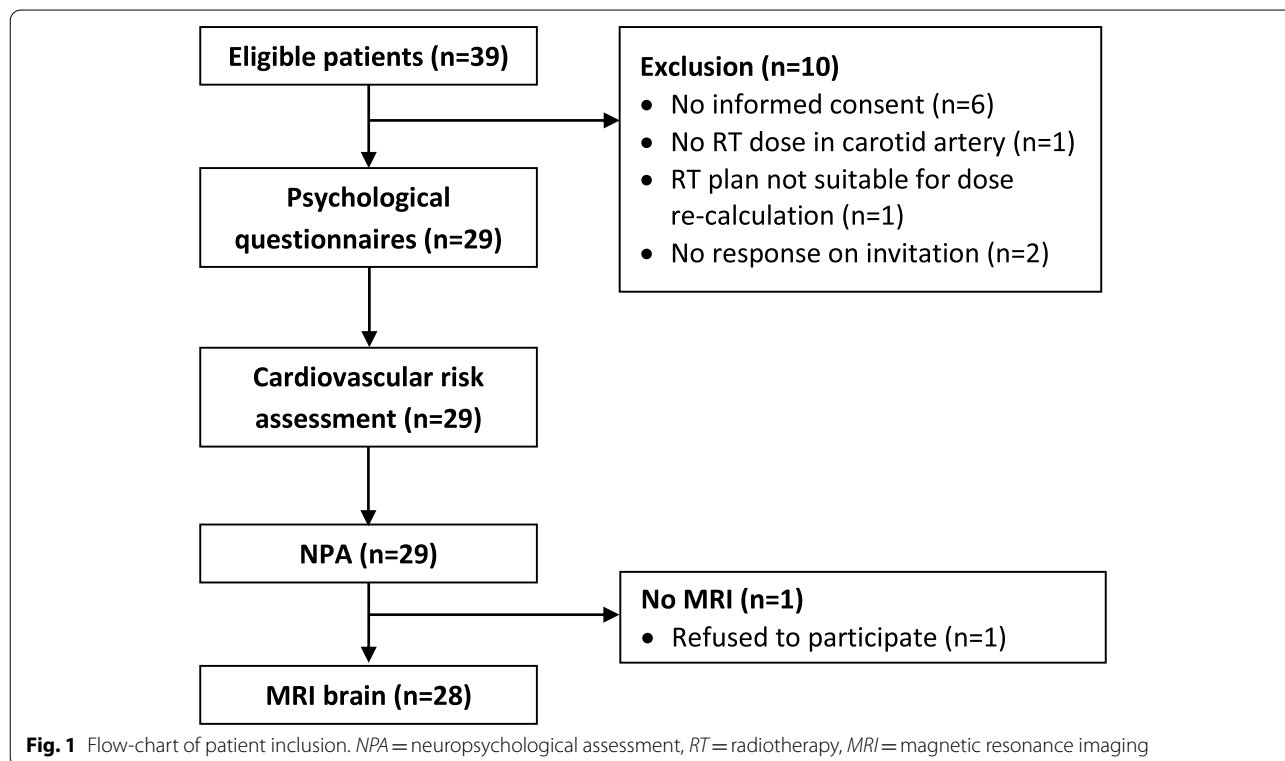 Eligible patients (n=39)
Exclusion (n=10)
• No informed consent (n=6)
• No RT dose in carotid artery (n=1)
• RT plan not suitable for dose
re-calculation (n=1)
• No response on invitation (n=2)
Psychological
questionnaires (n=29)
Cardiovascular risk
assessment (n=29)
NPA (n=29)
No MRI (n=1)
• Refused to participate (n=1)
MRI brain (n=28)
Fig. 1 Flow-chart of patient inclusion. NPA = neuropsychological assessment, RT = radiotherapy, MRI = magnetic resonance imaging